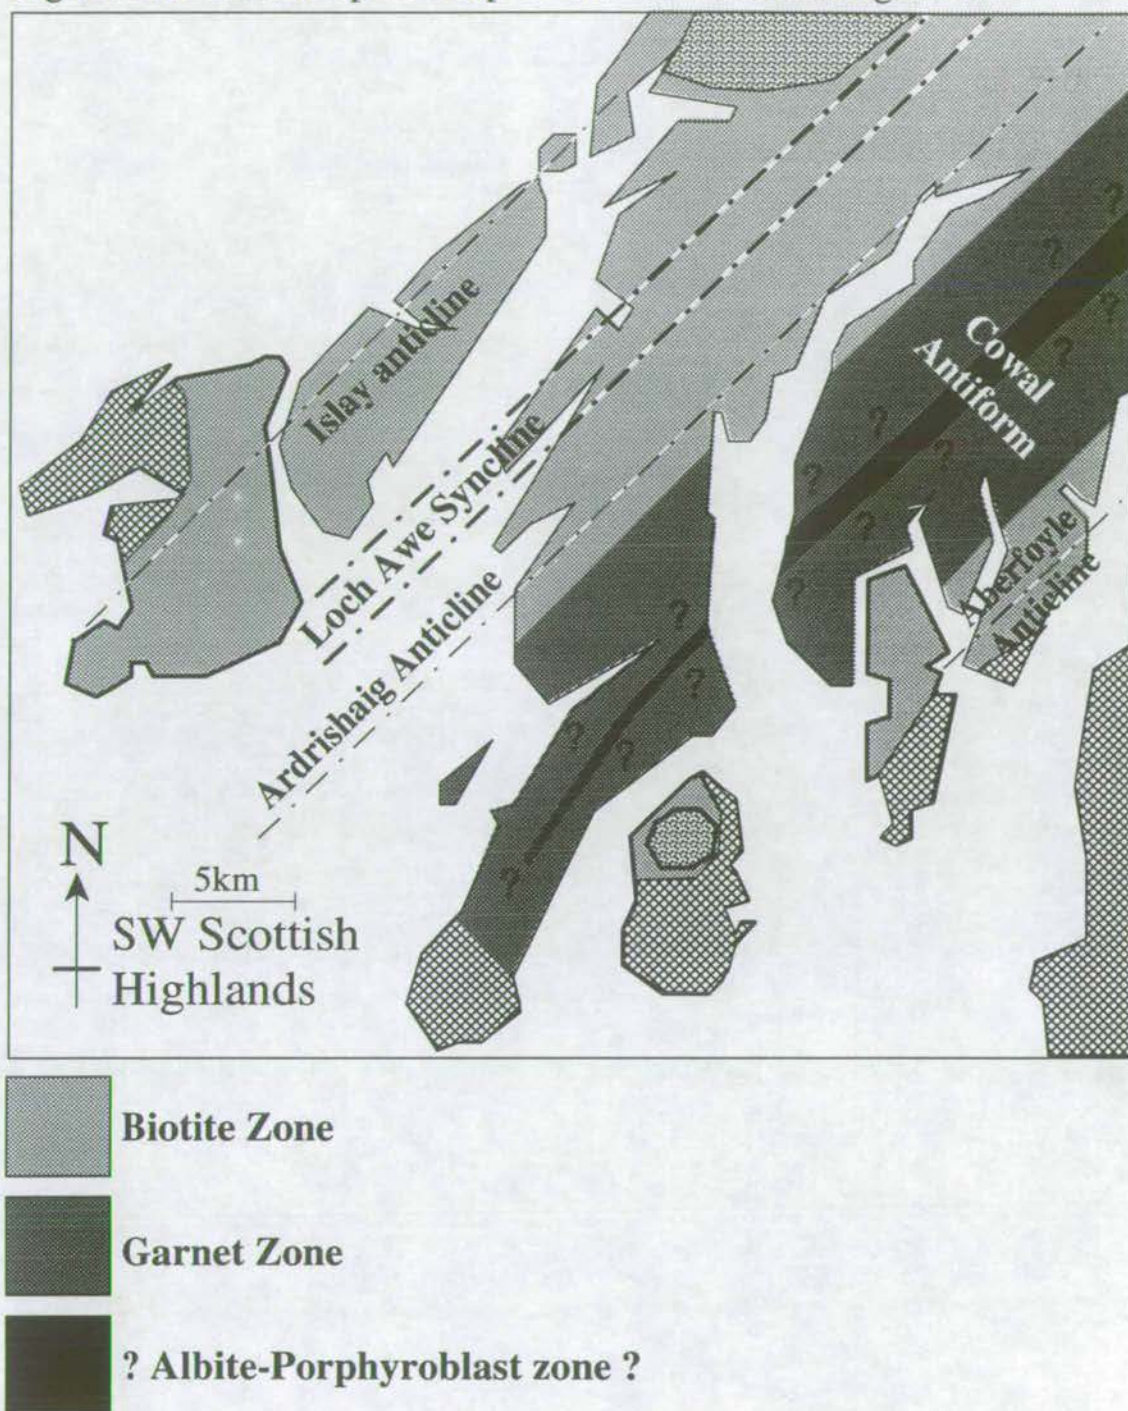 Islay anticline
Loch Awe Syncline
Ardrishaig Anticline
Cowal
Antiform
Aberfoyle
Anticline
?
?
?
?
?
?
?
?
?
?
?
?
?
?
N
5km
SW Scottish
Highlands
Biotite Zone
Garnet Zone
? Albite-Porphyroblast zone ?